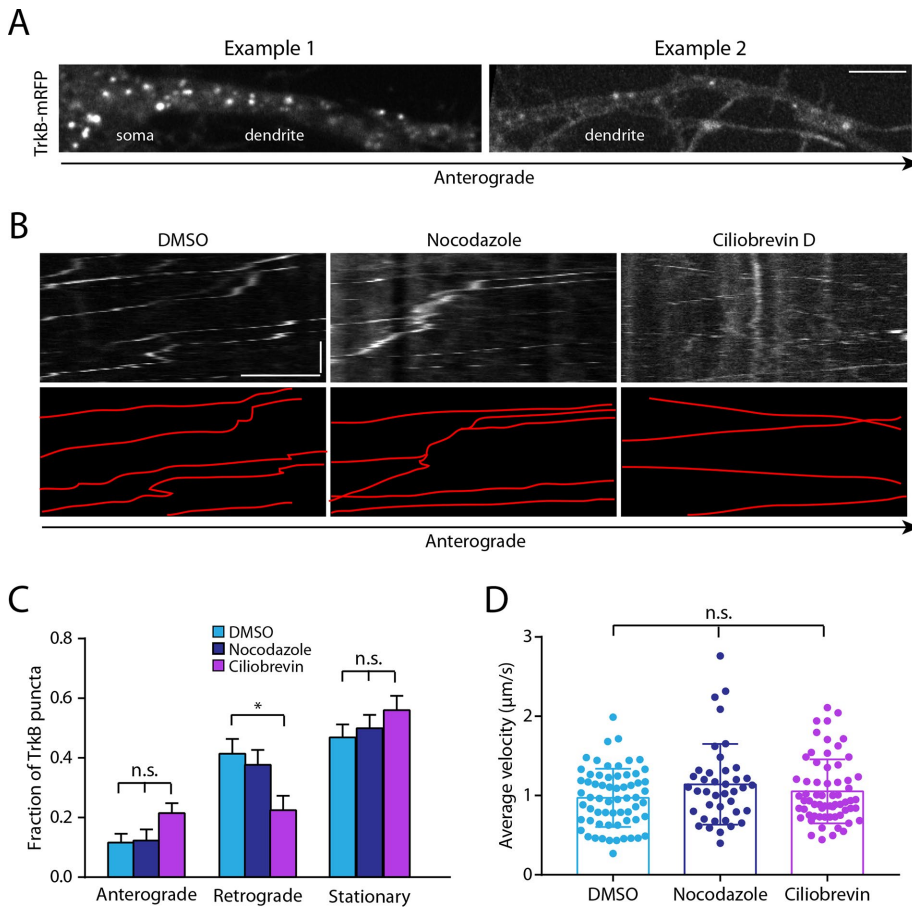 A
Example 1
Example 2
TrkB-mRFP
soma
dendrite
dendrite
Anterograde
B
DMSO
Nocodazole
Ciliobrevin D
Anterograde
C
Fraction of TrkB puncta
0.8
0.6
0.4
0.2
0.0
DMSO
Nocodazole
Ciliobrevin
n.s.
*
n.s.
Anterograde
Retrograde
Stationary
D
Average velocity (μm/s)
3
2
1
0
n.s.
DMSO
Nocodazole
Ciliobrevin